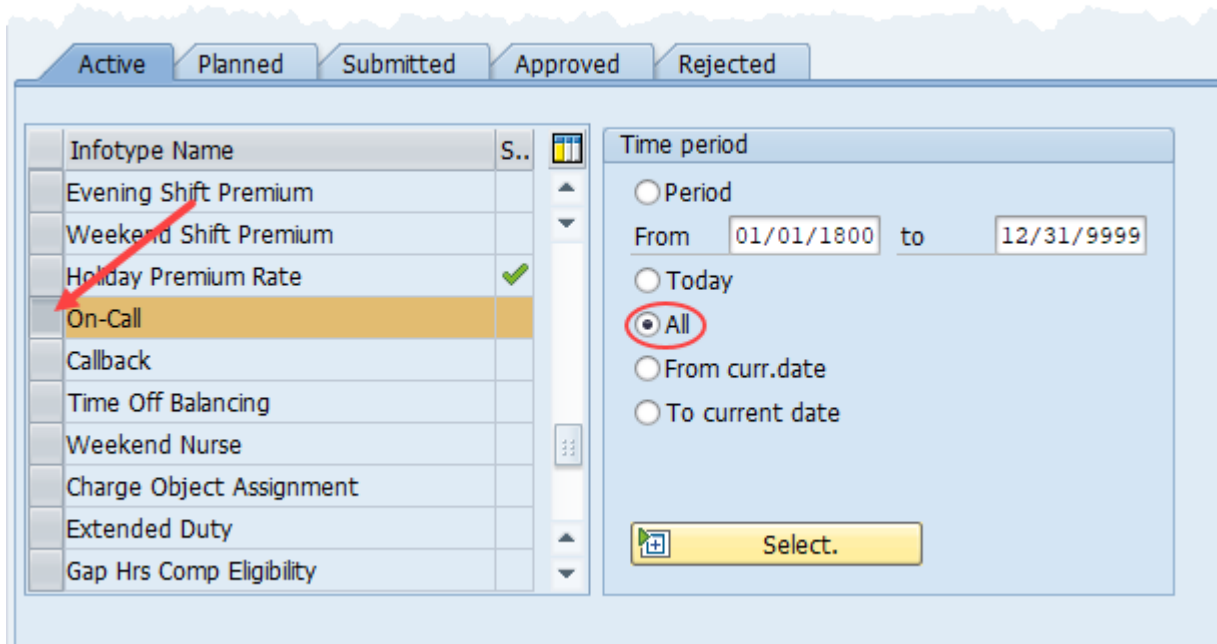 Active Planned Submitted Approved Rejected
Infotype Name S..
Evening Shift Premium
Weekend Shift Premium
Holiday Premium Rate
On-Call
Callback
Time Off Balancing
Weekend Nurse
Charge Object Assignment
Extended Duty
Gap Hrs Comp Eligibility
Time period
Period
From 01/01/1800 to 12/31/9999
Today
All
From curr.date
To current date
Select.